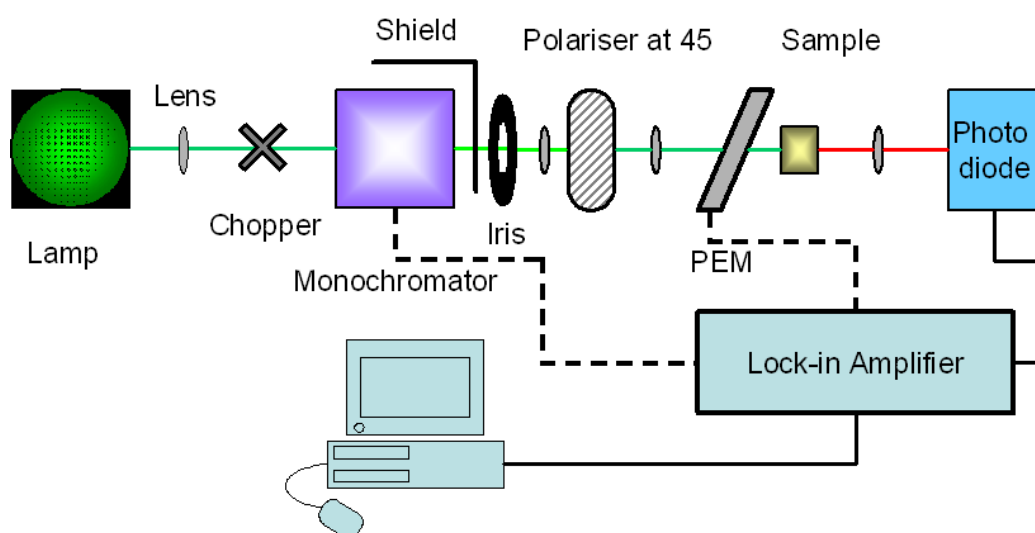 Shield
Polariser at 45
Sample
Lens
Photo
diode
Chopper
Iris
Lamp
PEM
Monochromator
Lock-in Amplifier